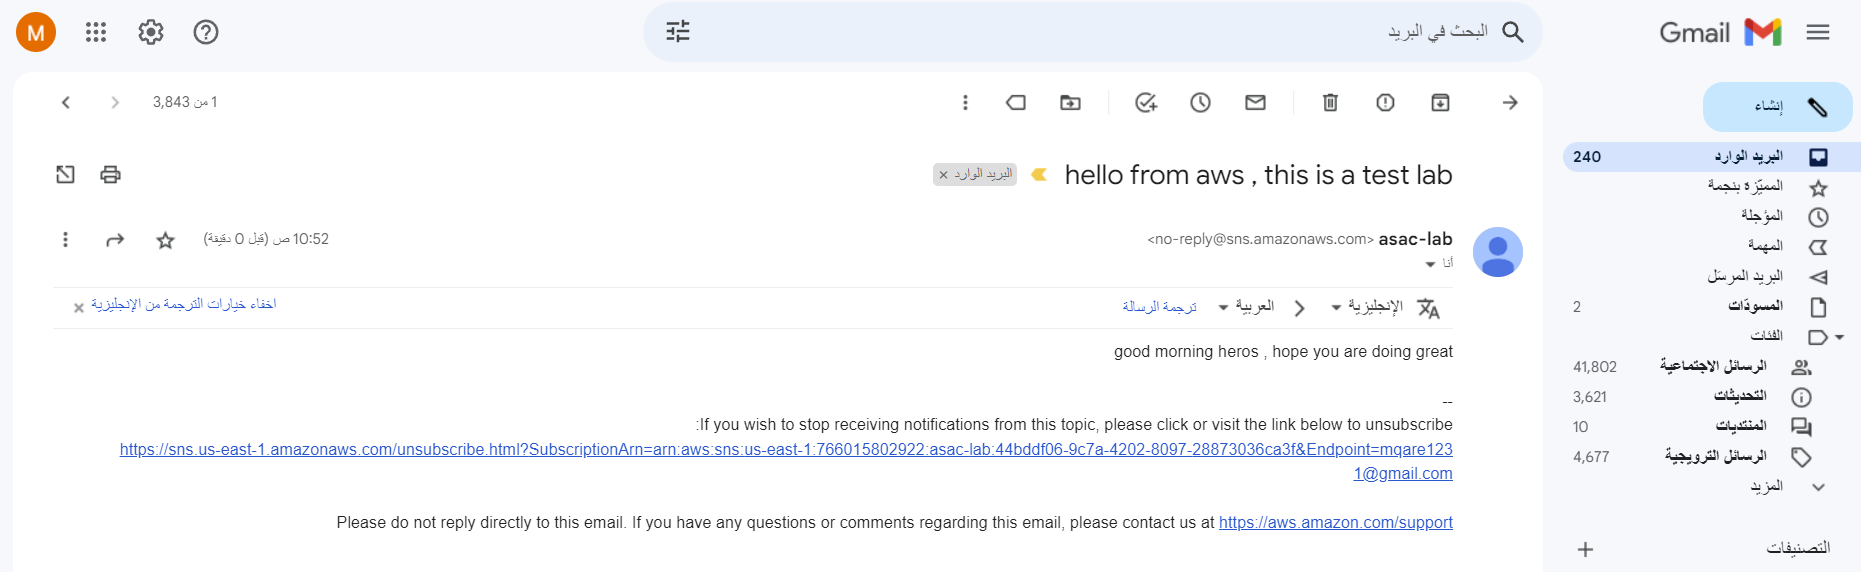 Gmail
البحث في البريد
M
إنشاء
البريد الوارد 240
المميّزة بنجمة
المؤجلة
المهمة
البريد المرسَل
المسودّات 2
الفئات
الرسائل الاجتماعية 41,802
التحديثات 3,621
المنتديات 10
الرسائل الترويجية 4,677
المزيد
التصنيفات
1 من 3,843
hello from aws , this is a test lab
البريد الوارد ×
asac-lab <no-reply@sns.amazonaws.com>
10:52 ص (قبل 0 دقيقة)
أنا
الإنجليزية
العربية
ترجمة الرسالة
اخفاء خيارات الترجمة من الإنجليزية ×
good morning heros , hope you are doing great
--
If you wish to stop receiving notifications from this topic, please click or visit the link below to unsubscribe:
https://sns.us-east-1.amazonaws.com/unsubscribe.html?SubscriptionArn=arn:aws:sns:us-east-1:766015802922:asac-lab:44bddf06-9c7a-4202-8097-28873036ca3f&Endpoint=mqare123
1@gmail.com
Please do not reply directly to this email. If you have any questions or comments regarding this email, please contact us at https://aws.amazon.com/support